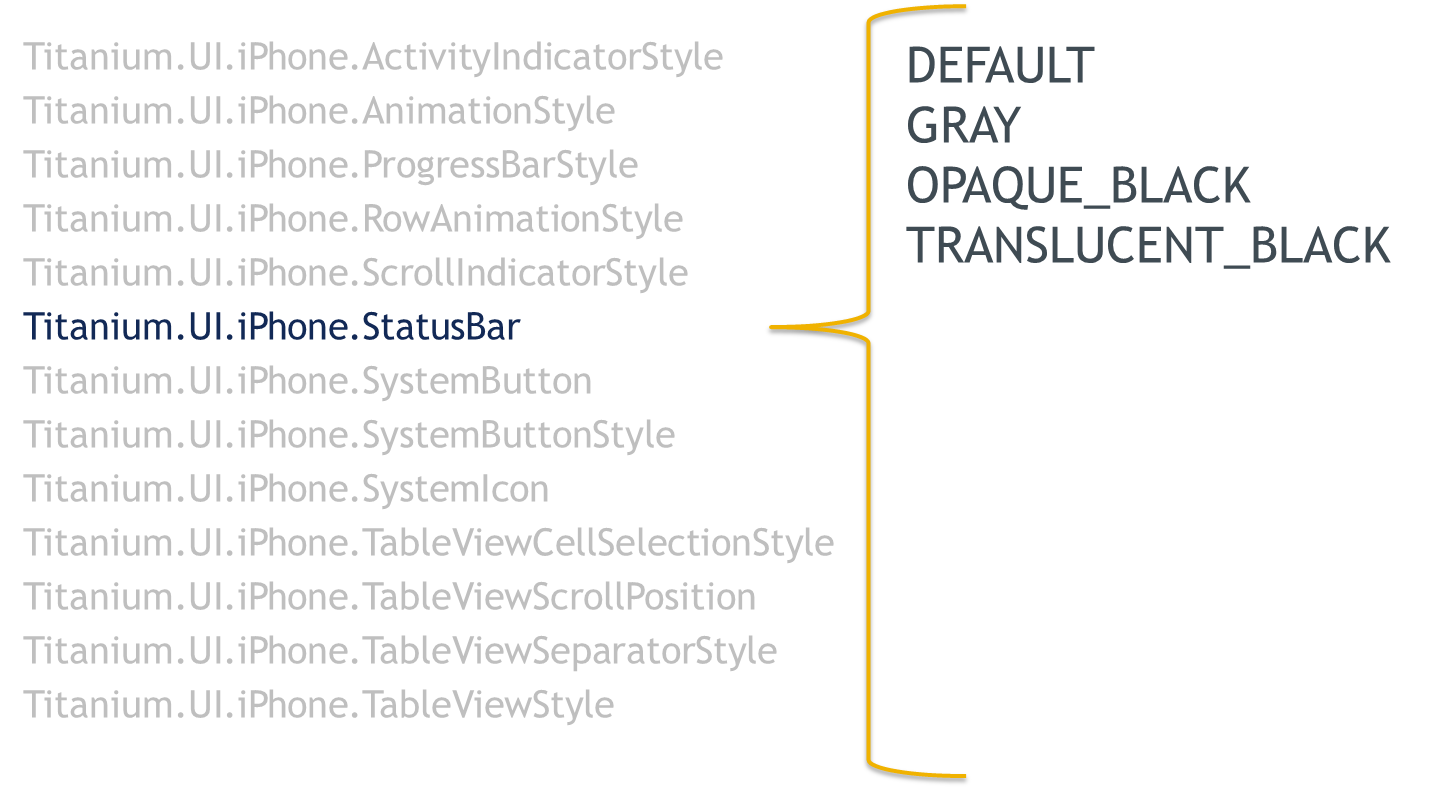 Titanium.UI.iPhone.ActivityIndicatorStyle
Titanium.UI.iPhone.AnimationStyle
Titanium.UI.iPhone.ProgressBarStyle
Titanium.UI.iPhone.RowAnimationStyle
Titanium.UI.iPhone.ScrollIndicatorStyle
Titanium.UI.iPhone.StatusBar
Titanium.UI.iPhone.SystemButton
Titanium.UI.iPhone.SystemButtonStyle
Titanium.UI.iPhone.SystemIcon
Titanium.UI.iPhone.TableViewCellSelectionStyle
Titanium.UI.iPhone.TableViewScrollPosition
Titanium.UI.iPhone.TableViewSeparatorStyle
Titanium.UI.iPhone.TableViewStyle
DEFAULT
GRAY
OPAQUE_BLACK
TRANSLUCENT_BLACK